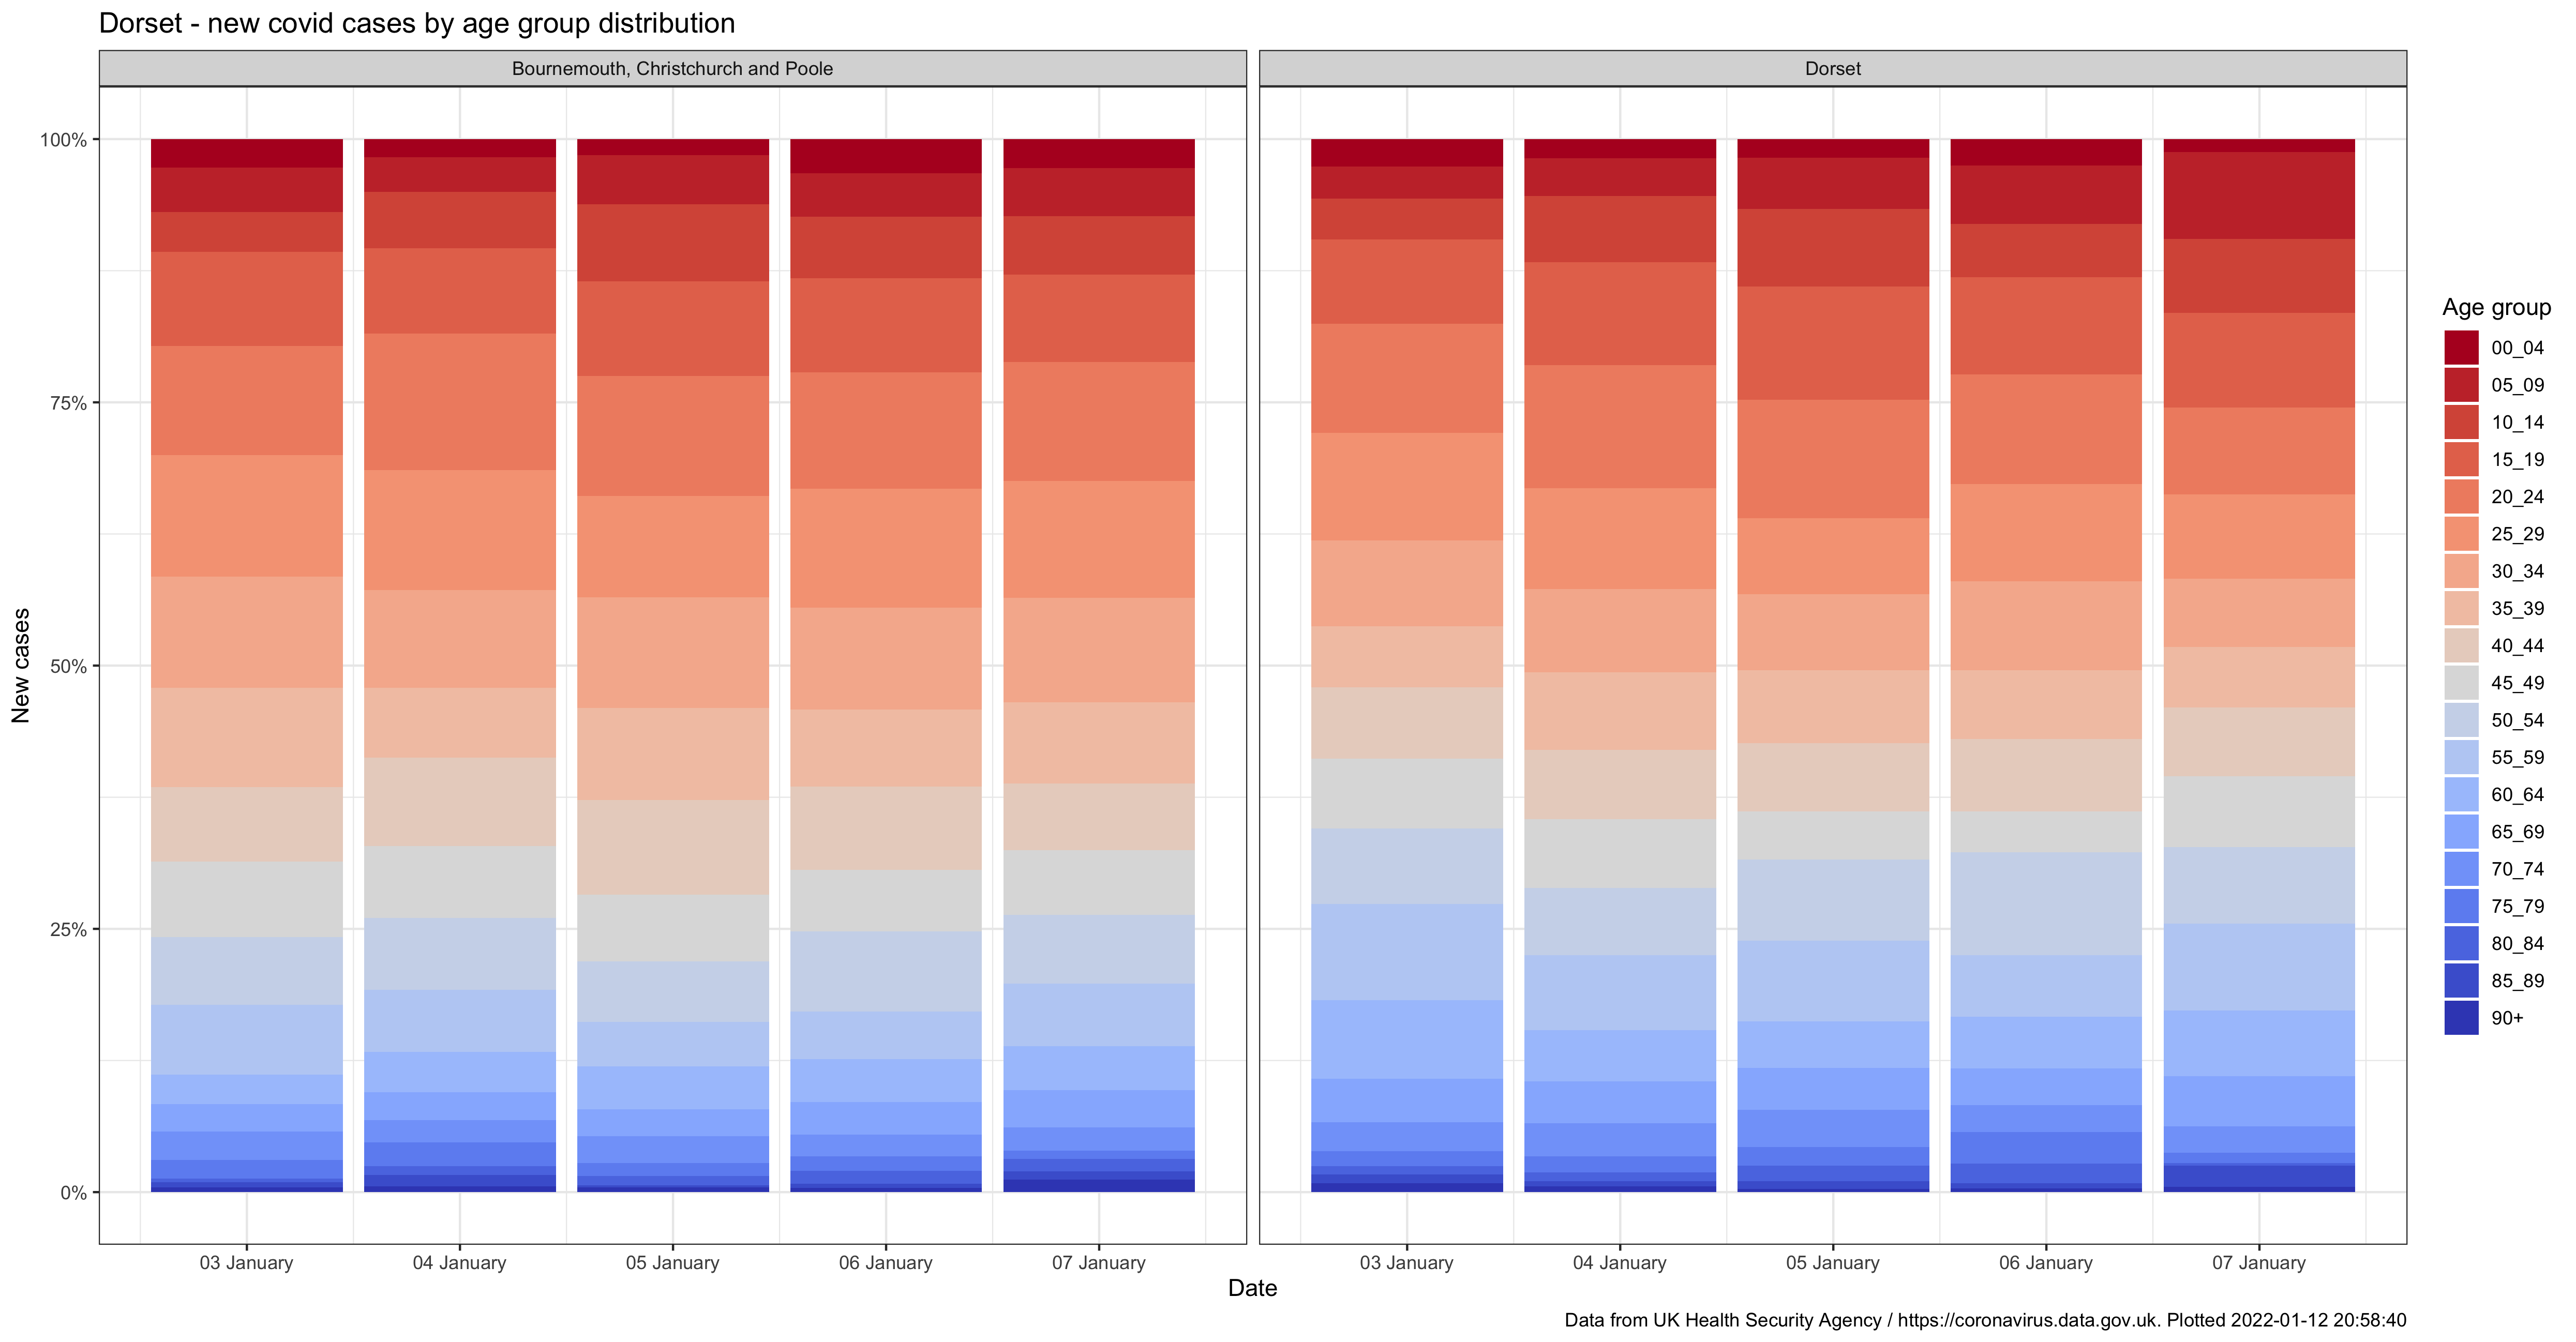 Dorset - new covid cases by age group distribution
Bournemouth, Christchurch and Poole
Dorset
100%
75%
50%
25%
0%
New cases
03 January
04 January
05 January
06 January
07 January
03 January
04 January
05 January
06 January
07 January
Date
Age group
00_04
05_09
10_14
15_19
20_24
25_29
30_34
35_39
40_44
45_49
50_54
55_59
60_64
65_69
70_74
75_79
80_84
85_89
90+
Data from UK Health Security Agency / https://coronavirus.data.gov.uk. Plotted 2022-01-12 20:58:40